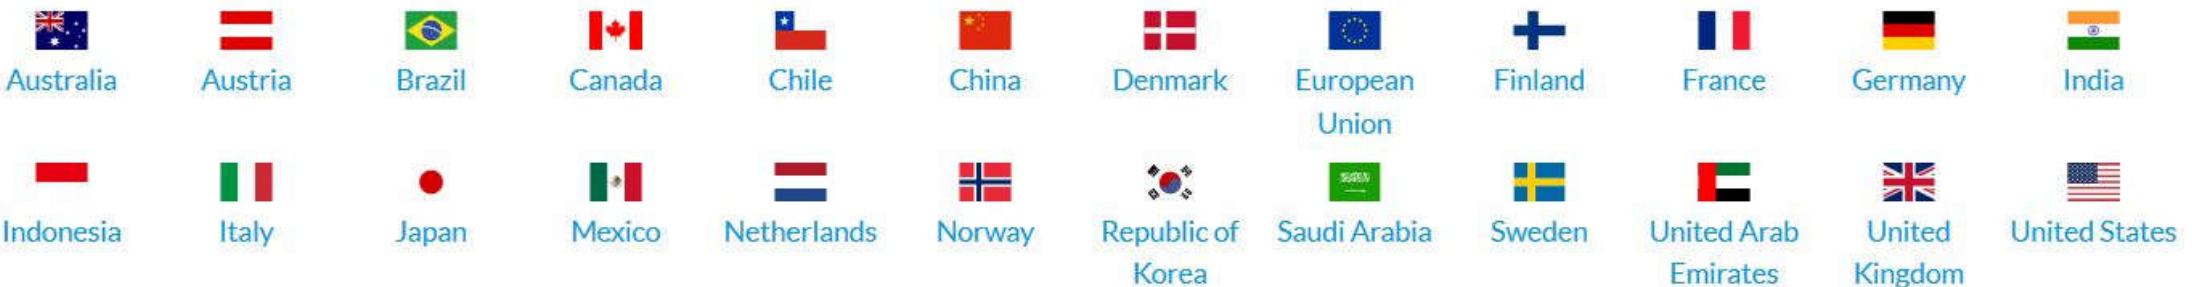 Australia Austria Brazil Canada Chile China Denmark European Finland France Germany India
Union
Indonesia Italy Japan Mexico Netherlands Norway Republic of Saudi Arabia Sweden United Arab United United States
Korea Emirates Kingdom